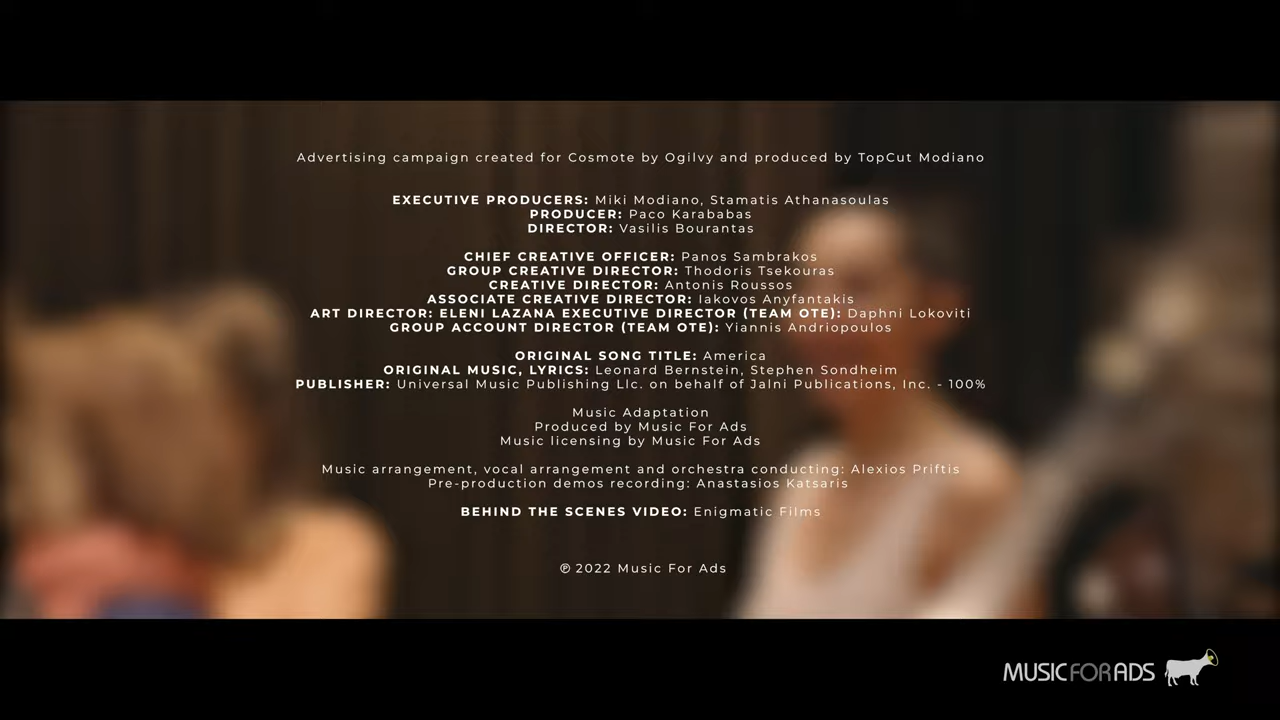 Advertising campaign created for Cosmote by Ogilvy and produced by TopCut Modiano
EXECUTIVE PRODUCERS: Miki Modiano, Stamatis Athanasoulas
PRODUCER: Paco Karababas
DIRECTOR: Vasilis Bourantas
CHIEF CREATIVE OFFICER: Panos Sambrakos
GROUP CREATIVE DIRECTOR: Thodoris Tsekouras
CREATIVE DIRECTOR: Antonis Roussos
ASSOCIATE CREATIVE DIRECTOR: Iakovos Anyfantakis
ART DIRECTOR: ELENI LAZANA EXECUTIVE DIRECTOR (TEAM OTE): Daphni Lokoviti
GROUP ACCOUNT DIRECTOR (TEAM OTE): Yiannis Andriopoulos
ORIGINAL SONG TITLE: America
ORIGINAL MUSIC, LYRICS: Leonard Bernstein, Stephen Sondheim
PUBLISHER: Universal Music Publishing Llc. on behalf of Jalni Publications, Inc. - 100%
Music Adaptation
Produced by Music For Ads
Music licensing by Music For Ads
Music arrangement, vocal arrangement and orchestra conducting: Alexios Priftis
Pre-production demos recording: Anastasios Katsaris
BEHIND THE SCENES VIDEO: Enigmatic Films
℗ 2022 Music For Ads
MUSICFORADS